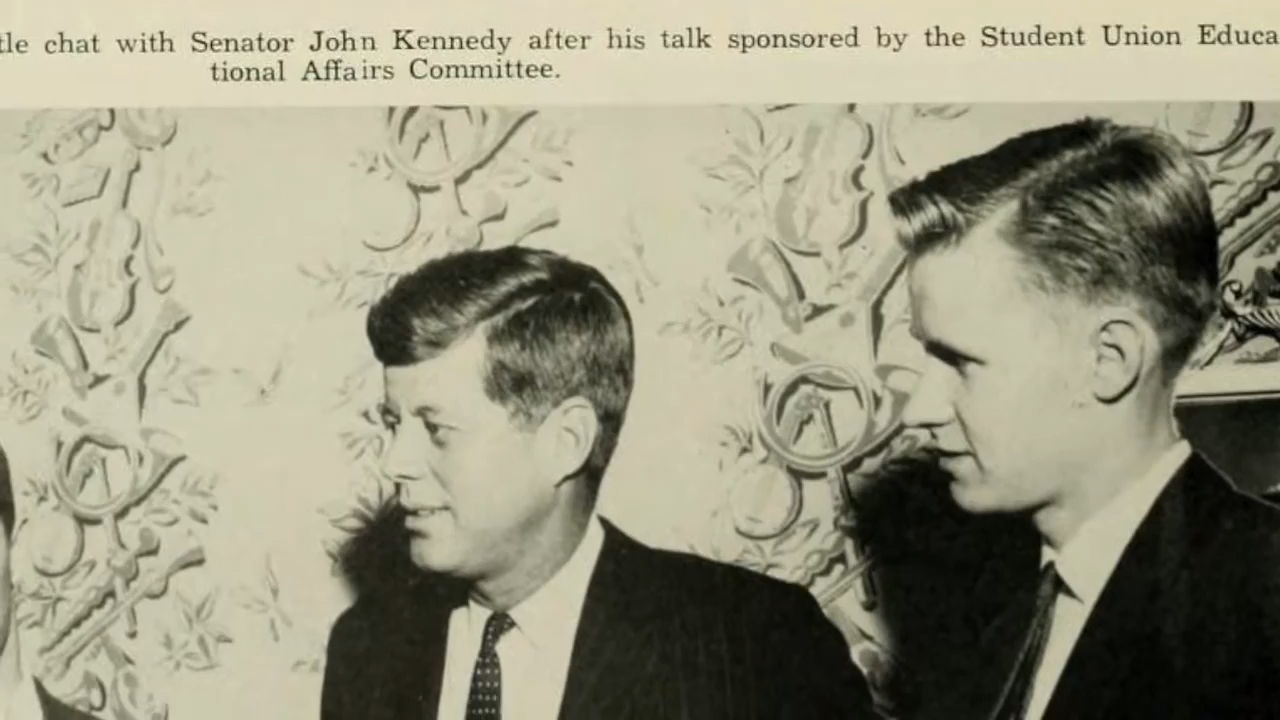 tle chat with Senator John Kennedy after his talk sponsored by the Student Union Educa
tional Affairs Committee.